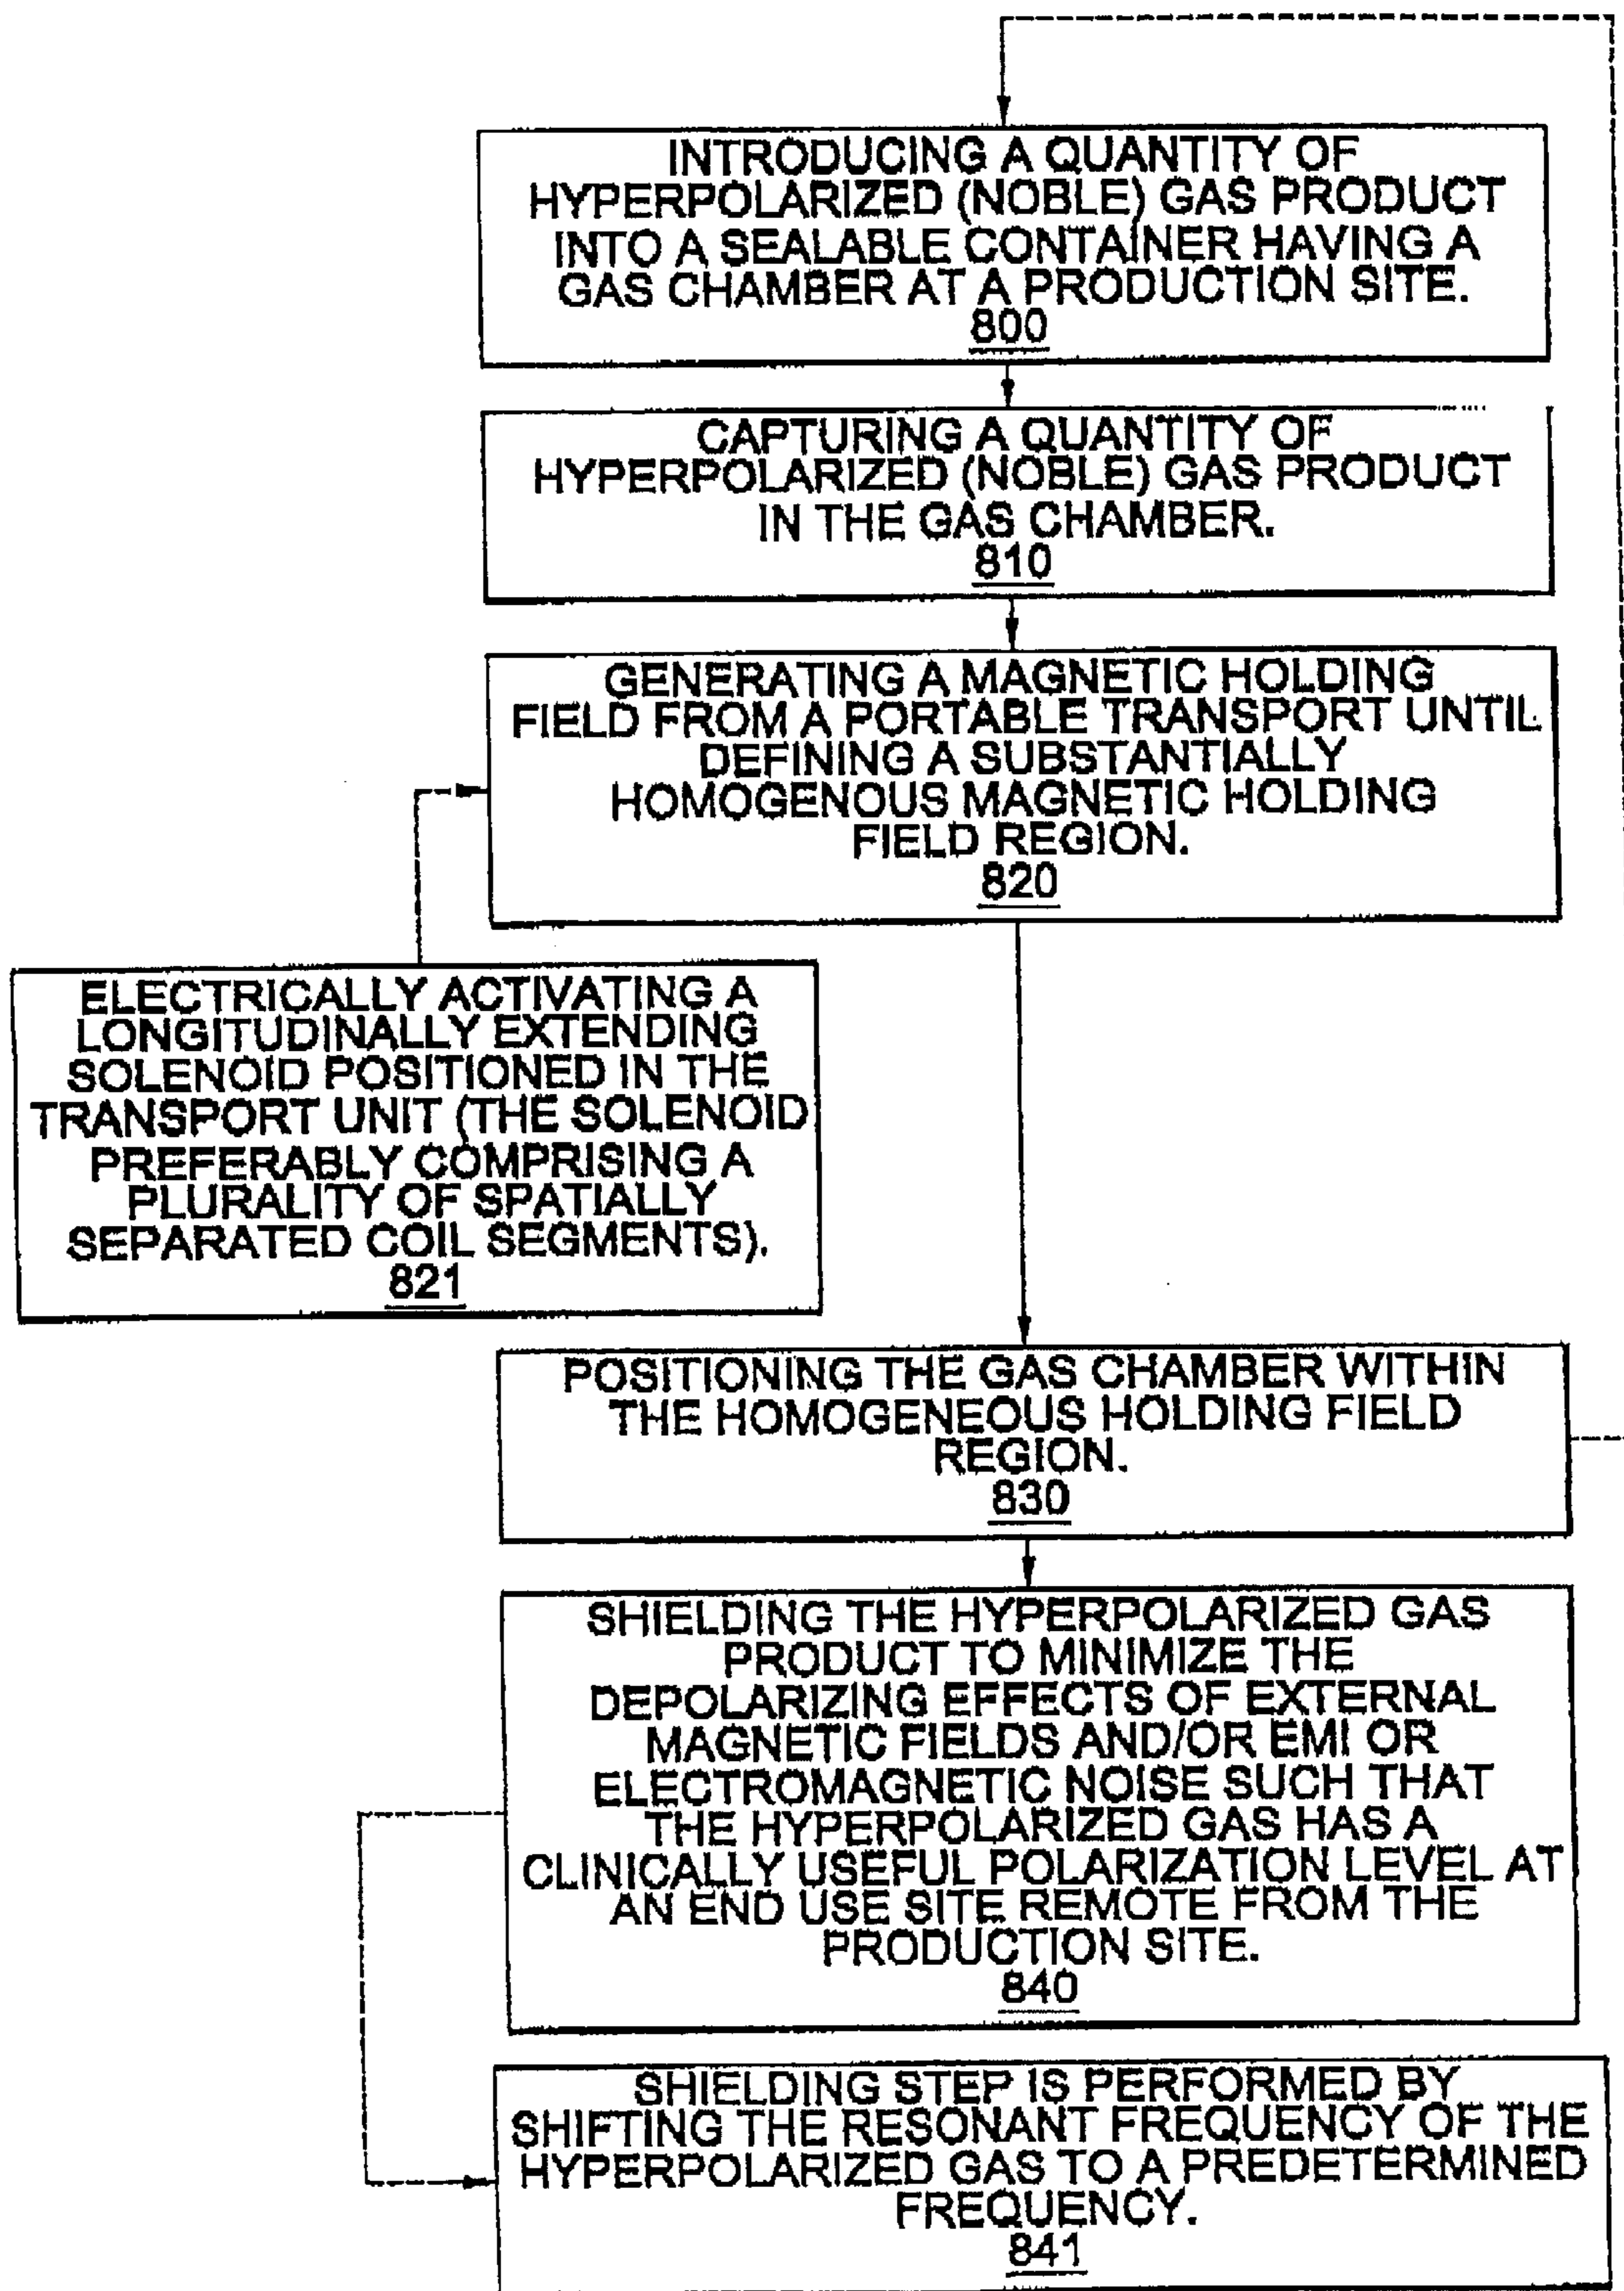 INTRODUCING A QUANTITY OF
HYPERPOLARIZED (NOBLE) GAS PRODUCT
INTO A SEALABLE CONTAINER HAVING A
GAS CHAMBER AT A PRODUCTION SITE.
800
CAPTURING A QUANTITY OF
HYPERPOLARIZED (NOBLE) GAS PRODUCT
IN THE GAS CHAMBER.
810
GENERATING A MAGNETIC HOLDING
FIELD FROM A PORTABLE TRANSPORT UNTIL
DEFINING A SUBSTANTIALLY
HOMOGENOUS MAGNETIC HOLDING
FIELD REGION.
820
ELECTRICALLY ACTIVATING A
LONGITUDINALLY EXTENDING
SOLENOID POSITIONED IN THE
TRANSPORT UNIT (THE SOLENOID
PREFERABLY COMPRISING A
PLURALITY OF SPATIALLY
SEPARATED COIL SEGMENTS).
821
POSITIONING THE GAS CHAMBER WITHIN
THE HOMOGENEOUS HOLDING FIELD
REGION.
830
SHIELDING THE HYPERPOLARIZED GAS
PRODUCT TO MINIMIZE THE
DEPOLARIZING EFFECTS OF EXTERNAL
MAGNETIC FIELDS AND/OR EMI OR
ELECTROMAGNETIC NOISE SUCH THAT
THE HYPERPOLARIZED GAS HAS A
CLINICALLY USEFUL POLARIZATION LEVEL AT
AN END USE SITE REMOTE FROM THE
PRODUCTION SITE.
840
SHIELDING STEP IS PERFORMED BY
SHIFTING THE RESONANT FREQUENCY OF THE
HYPERPOLARIZED GAS TO A PREDETERMINED
FREQUENCY.
841